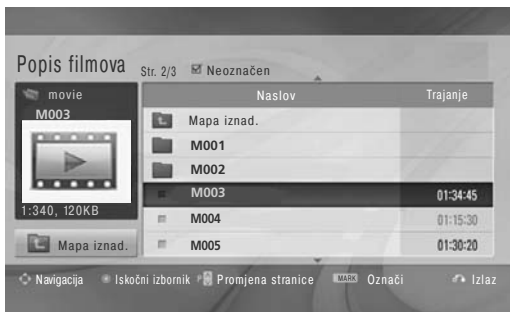 Popis filmova Str. 2/3 Neoznačen
movie
M003
1:340, 120KB
Mapa iznad.
Naslov Trajanje
Mapa iznad.
M001
M002
M003 01:34:45
M004 01:15:30
M005 01:30:20
Navigacija Iskočni izbornik P Promjena stranice MARK Označi Izlaz